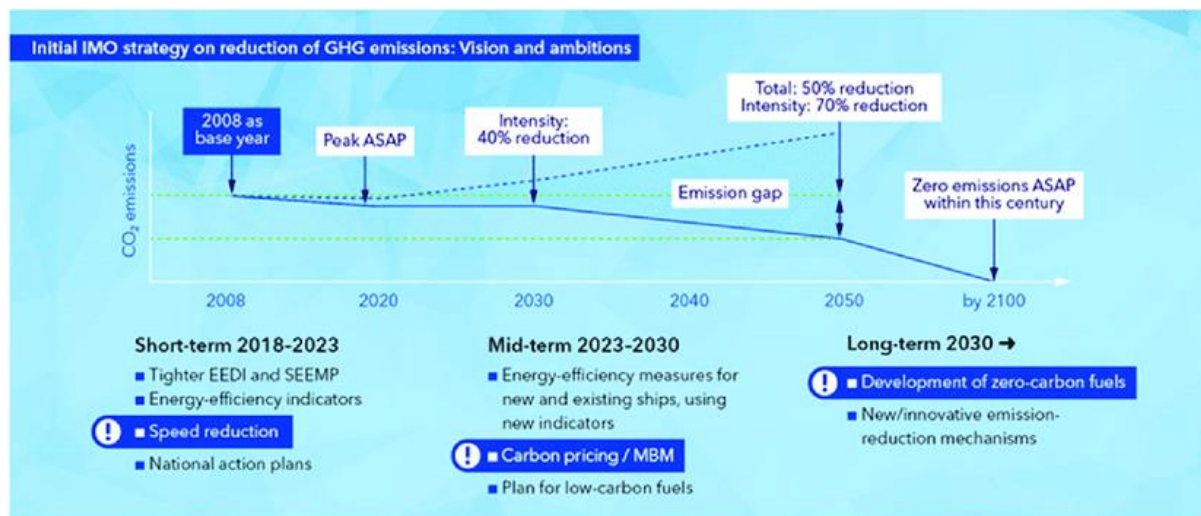 Initial IMO strategy on reduction of GHG emissions: Vision and ambitions
CO2 emissions
2008 as
base year
Peak ASAP
Intensity:
40% reduction
Total: 50% reduction
Intensity: 70% reduction
Emission gap
Zero emissions ASAP
within this century
2008
2020
2030
2040
2050
by 2100
Short-term 2018–2023
■ Tighter EEDI and SEEMP
■ Energy-efficiency indicators
! ■ Speed reduction
■ National action plans
Mid-term 2023–2030
■ Energy-efficiency measures for
new and existing ships, using
new indicators
! ■ Carbon pricing / MBM
■ Plan for low-carbon fuels
Long-term 2030 →
! ■ Development of zero-carbon fuels
■ New/innovative emission-
reduction mechanisms